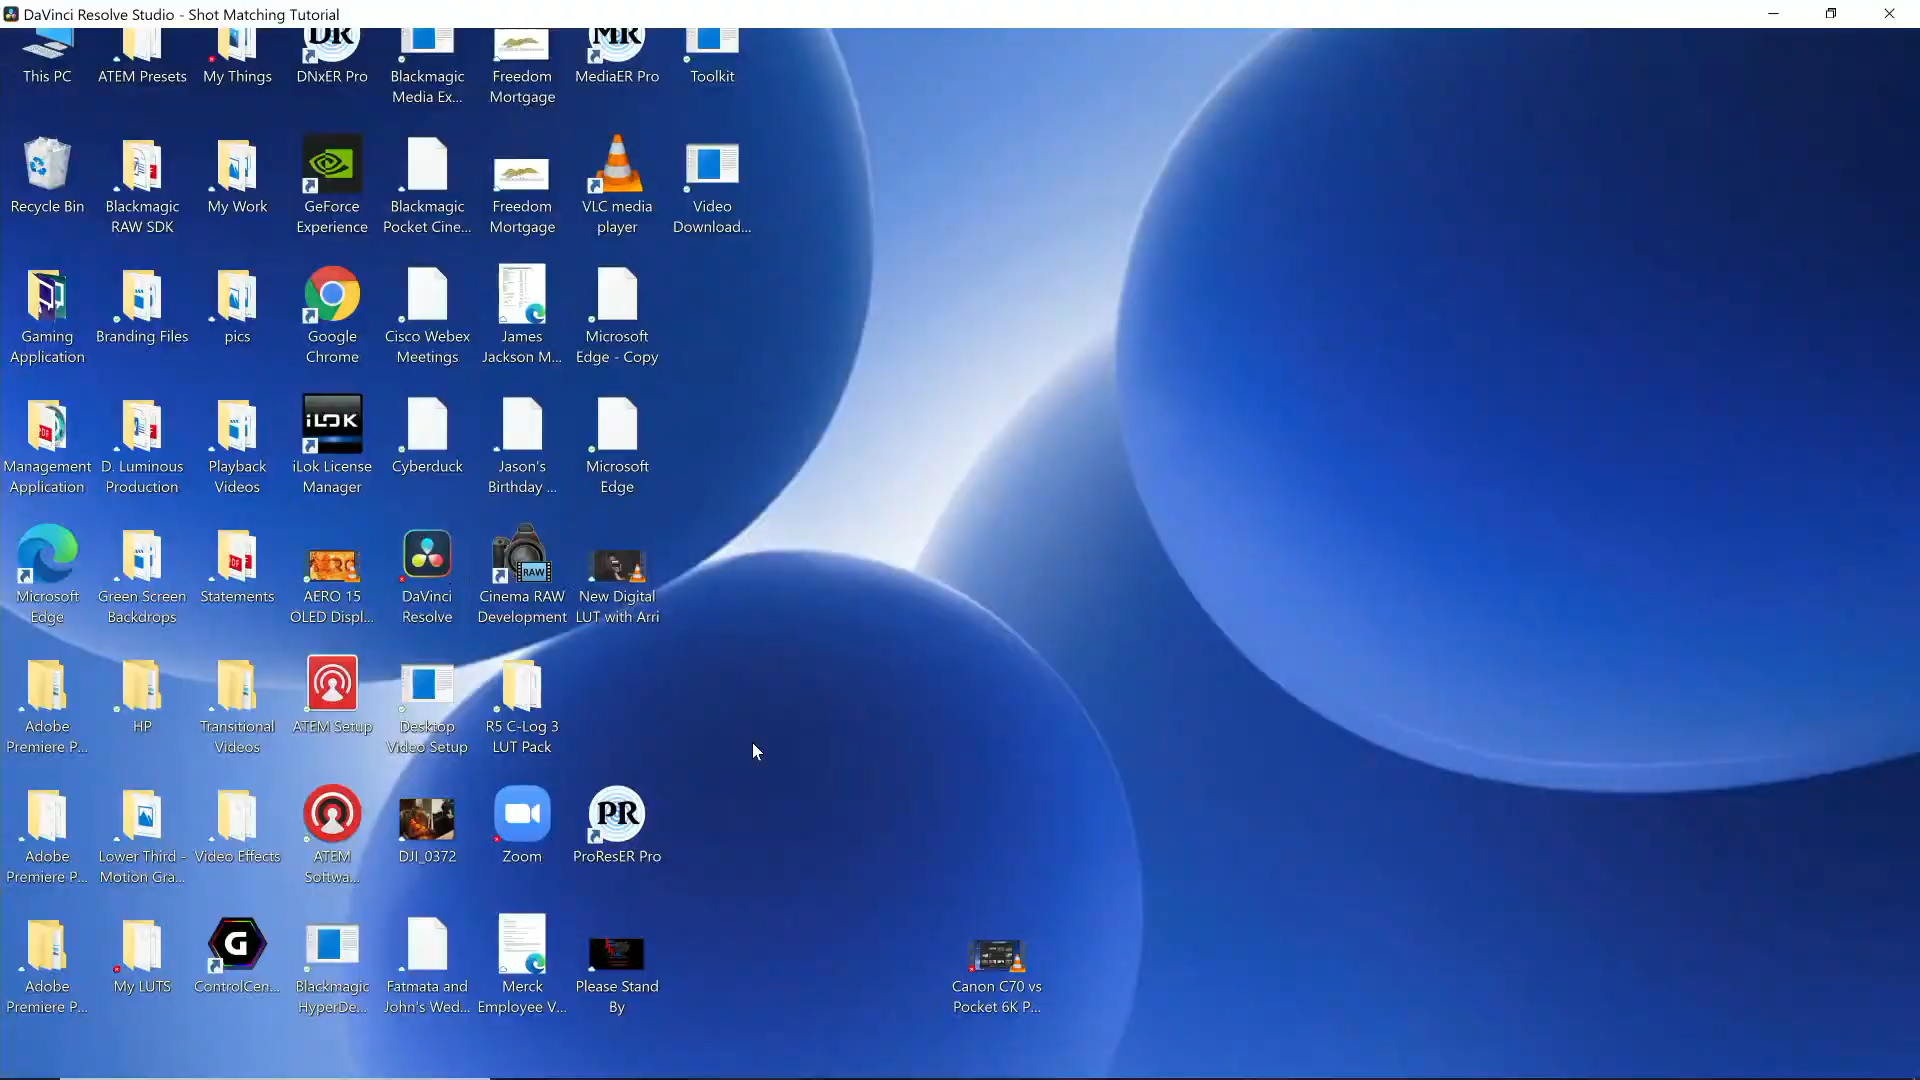 DaVinci Resolve Studio - Shot Matching Tutorial
DR
MR
This PC
ATEM Presets
My Things
DNxER Pro
Blackmagic
Media Ex...
Freedom
Mortgage
MediaER Pro
Toolkit
Recycle Bin
Blackmagic
RAW SDK
My Work
GeForce
Experience
Blackmagic
Pocket Cine...
Freedom
Mortgage
VLC media
player
Video
Download...
Gaming
Application
Branding Files
pics
Google
Chrome
Cisco Webex
Meetings
James
Jackson M...
Microsoft
Edge - Copy
iLOK
Management
Application
D. Luminous
Production
Playback
Videos
iLok License
Manager
Cyberduck
Jason's
Birthday ...
Microsoft
Edge
RAW
Microsoft
Edge
Green Screen
Backdrops
Statements
AERO 15
OLED Displ...
DaVinci
Resolve
Cinema RAW
Development
New Digital
LUT with Arri
Adobe
Premiere P...
HP
Transitional
Videos
ATEM Setup
Desktop
Video Setup
R5 C-Log 3
LUT Pack
PR
Adobe
Premiere P...
Lower Third -
Motion Gra...
Video Effects
ATEM
Softwa...
DJI_0372
Zoom
ProResER Pro
G
Adobe
Premiere P...
My LUTS
ControlCen...
Blackmagic
HyperDe...
Fatmata and
John's Wed...
Merck
Employee V...
Please Stand
By
Canon C70 vs
Pocket 6K P...